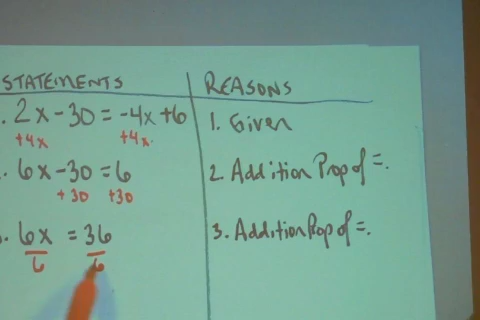 STATEMENTS REASONS
. 2x-30 = -4x+6 1. Given
+4x +4x
. 6x-30=6 2. Addition Prop of =.
+30 +30
. 6x = 36 3. Addition Prop of =.
6 6